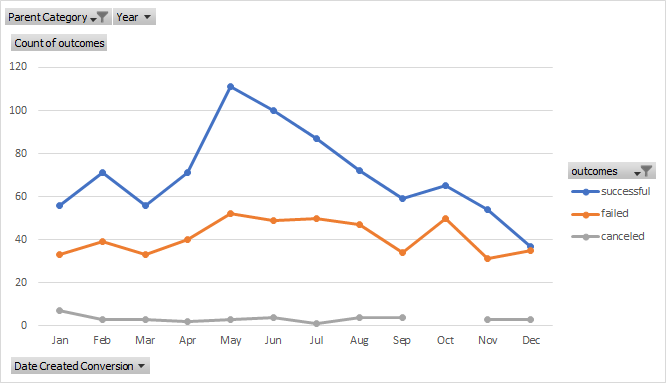 Parent Category Year
Count of outcomes
120
100
80
60
40
20
0
Jan Feb Mar Apr May Jun Jul Aug Sep Oct Nov Dec
outcomes
successful
failed
canceled
Date Created Conversion